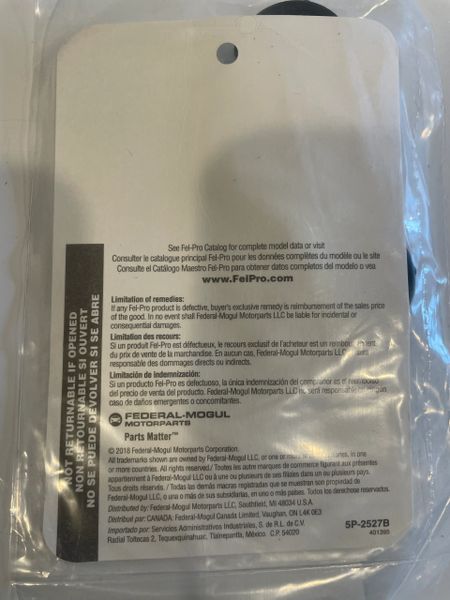 See Fel-Pro Catalog for complete model data or visit
Consulter le catalogue principal Fel-Pro pour les données complètes du modèle ou le site
Consulte el Catálogo Maestro Fel-Pro para obtener datos completos del modelo o vea
www.FelPro.com
Limitation of remedies:
If any Fel-Pro product is defective, buyer's exclusive remedy is reimbursement of the sales price
of the good. In no event shall Federal-Mogul Motorparts LLC be liable for incidental or
consequential damages.
Limitation des recours:
Si un produit Fel-Pro est défectueux, le recours exclusif de l'acheteur est un
du prix de vente de la marchandise. En aucun cas, Federal-Mogul Motorparts LLC ne sera
responsable des dommages directs ou indirects.
Limitación de indemnización:
Si un producto Fel-Pro es defectuoso, la única indemnización del comprador es el reembolso
del precio de venta del producto. Federal-Mogul Motorparts LLC no será responsable en ningún
caso de daños emergentes o concomitantes.
FEDERAL-MOGUL
MOTORPARTS
Parts Matter™
© 2018 Federal-Mogul Motorparts Corporation.
All trademarks shown are owned by Federal-Mogul LLC, or one or more of its subsidiaries, in one
or more countries. All rights reserved./ Toutes les autres marques de commerce figurant aux présentes
appartiennent à Federal-Mogul LLC ou à une ou plusieurs de ses filiales dans un ou plusieurs pays.
Tous droits réservés. / Todas las demás marcas registradas que se muestran son propiedad de
Federal-Mogul LLC, o una o más de sus subsidiarias, en uno o más países. Todos los derechos reservados.
Distributed by: Federal-Mogul Motorparts LLC, Southfield, MI 48034 U.S.A.
Distribué par: CANADA: Federal-Mogul Canada Limited, Vaughan, ON L4K 0E3
Importado por: Servicios Administrativos Industriales, S. de R.L. de C.V.
Radial Toltecas 2, Tequexquinahuac, Tlalnepantla, México. C.P. 54020
5P-2527B
401395
NOT RETURNABLE IF OPENED
NON RETOURNABLE SI OUVERT
NO SE PUEDE DEVOLVER SI SE ABRE